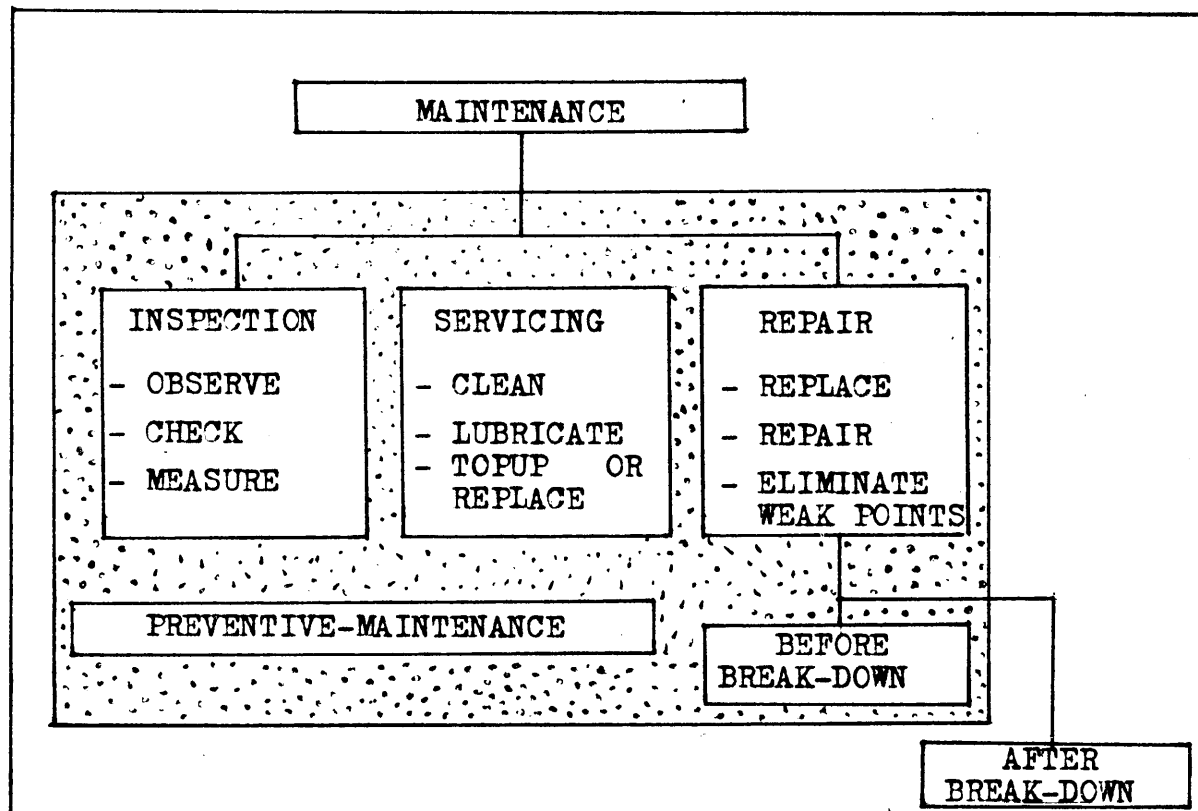 MAINTENANCE
INSPECTION
- OBSERVE
- CHECK
- MEASURE
SERVICING
- CLEAN
- LUBRICATE
- TOPUP OR
REPLACE
REPAIR
- REPLACE
- REPAIR
- ELIMINATE
WEAK POINTS
PREVENTIVE-MAINTENANCE
BEFORE
BREAK-DOWN
AFTER
BREAK-DOWN